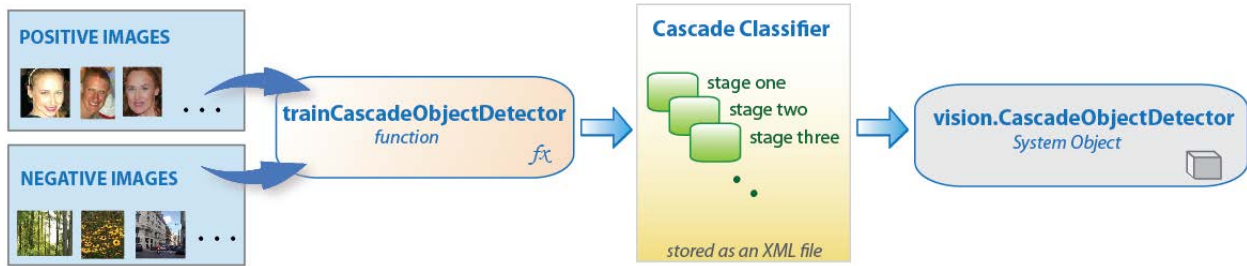 POSITIVE IMAGES
. . .
NEGATIVE IMAGES
. . .
trainCascadeObjectDetector
function
fx
Cascade Classifier
stage one
stage two
stage three
stored as an XML file
vision.CascadeObjectDetector
System Object